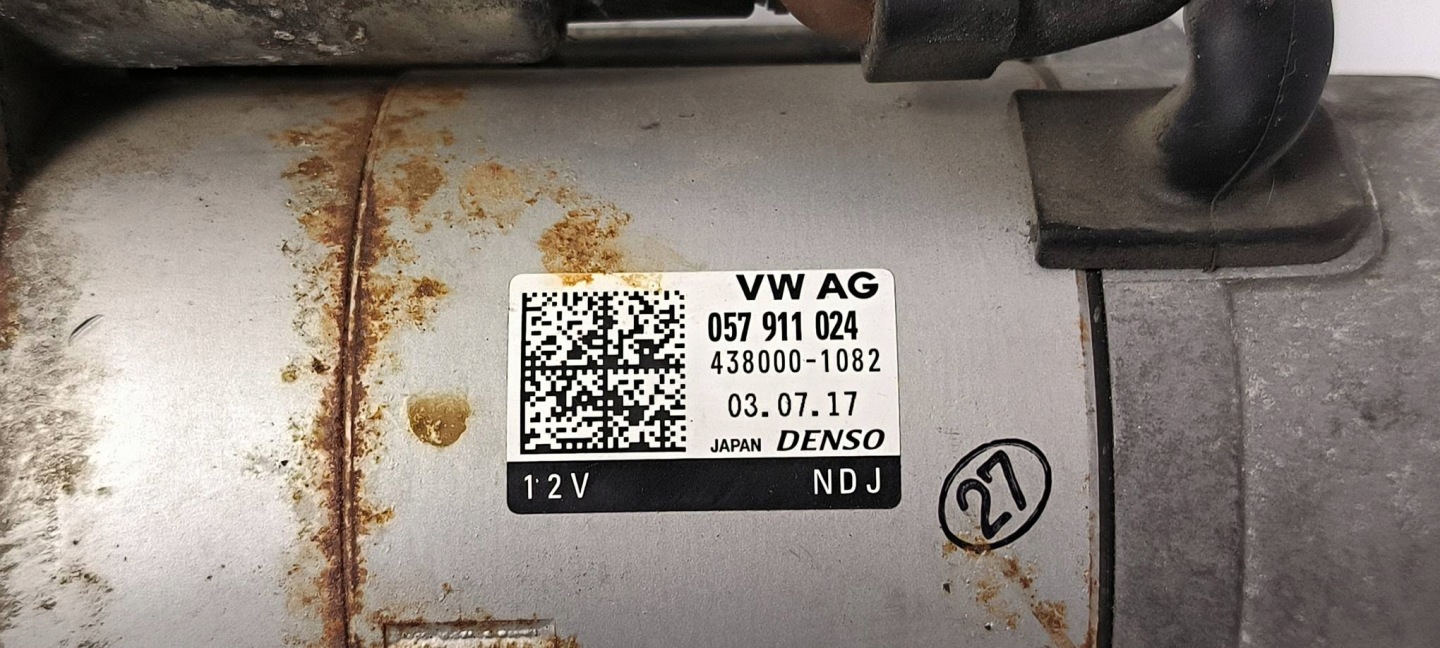 VW AG
057 911 024
438000-1082
03.07.17
JAPAN DENSO
12V NDJ
27